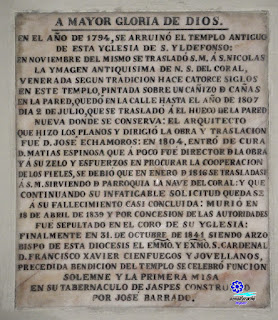 A MAYOR GLORIA DE DIOS.
EN EL AÑO DE 1794, SE ARRUINÓ EL TEMPLO ANTIGUO
DE ESTA YGLESIA DE S. YLDEFONSO:
EN NOVIEMBRE DEL MISMO SE TRASLADÓ S.M. Á S. NICOLAS
LA YMAGEN ANTIQUISIMA DE N. S. DEL CORAL,
VENERADA SEGUN TRADICION HACE CATORCE SIGLOS
EN ESTE TEMPLO, PINTADA SOBRE UN CAÑIZO Ó CAÑAS
EN LA PARED, QUEDÓ EN LA CALLE HASTA EL AÑO DE 1807
DIA 2 DE JULIO, QUE SE TRASLADÓ AL HUECO DE LA PARED
NUEVA DONDE SE CONSERVA: EL ARQUITECTO
QUE HIZO LOS PLANOS Y DIRIGIÓ LA OBRA Y TRASLACION
FUE D. JOSE ECHAMOROS: EN 1804, ENTRÓ DE CURA
D. MATIAS ESPINOSA QUE A POCO FUE DIRECTOR D LA OBRA
Y A SU ZELO Y ESFUERZOS EN PROCURAR LA COOPERACION
DE LOS FIELES, SE DEBIO QUE EN ENERO D 1816 SE TRASLADASE
A S. M. SIRVIENDO D PARROQUIA LA NAVE DEL CORAL: Y QUE
CONTINUANDO SU INFATIGABLE SOLICITUD QUEDASE
A SU FALLECIMIENTO CASI CONCLUIDA: MURIÓ EN
18 DE ABRIL DE 1839 Y POR CONCESION DE LAS AUTORIDADES
FUE SEPULTADO EN EL CORO DE SU YGLESIA:
FINALMENTE EN 31 DE OCTUBRE DE 1841 SIENDO ARZO
BISPO DE ESTA DIOCESIS EL EMNO. Y EXMO. S. CARDENAL
D. FRANCISCO XAVIER CIENFUEGOS Y JOVELLANOS,
PRECEDIDA BENDICION DEL TEMPLO SE CELEBRÓ FUNCION
SOLEMNE Y LA PRIMERA MISA
EN SU TABERNACULO DE JASPES
POR JOSE BARRADO.